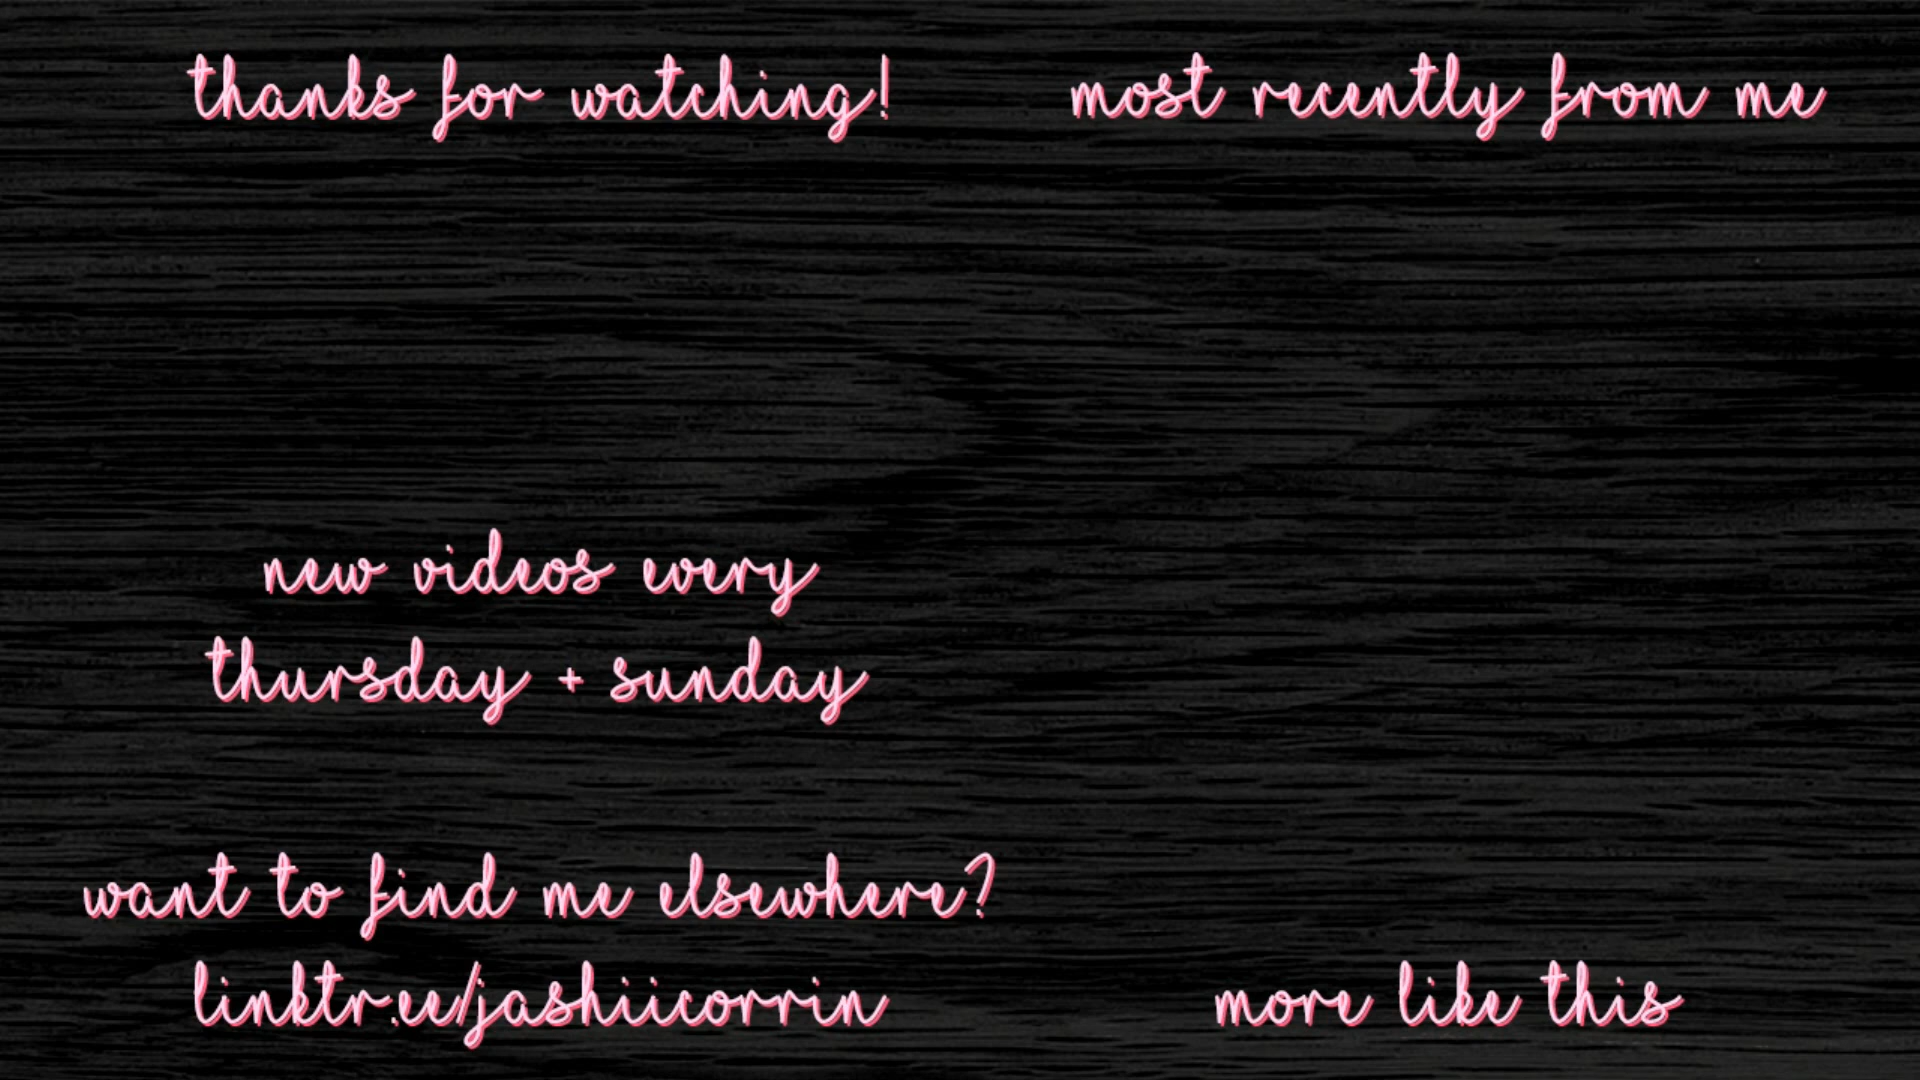 thanks for watching!
most recently from me
new videos every
thursday + sunday
want to find me elsewhere?
linktr.ee/jashiicorrin
more like this